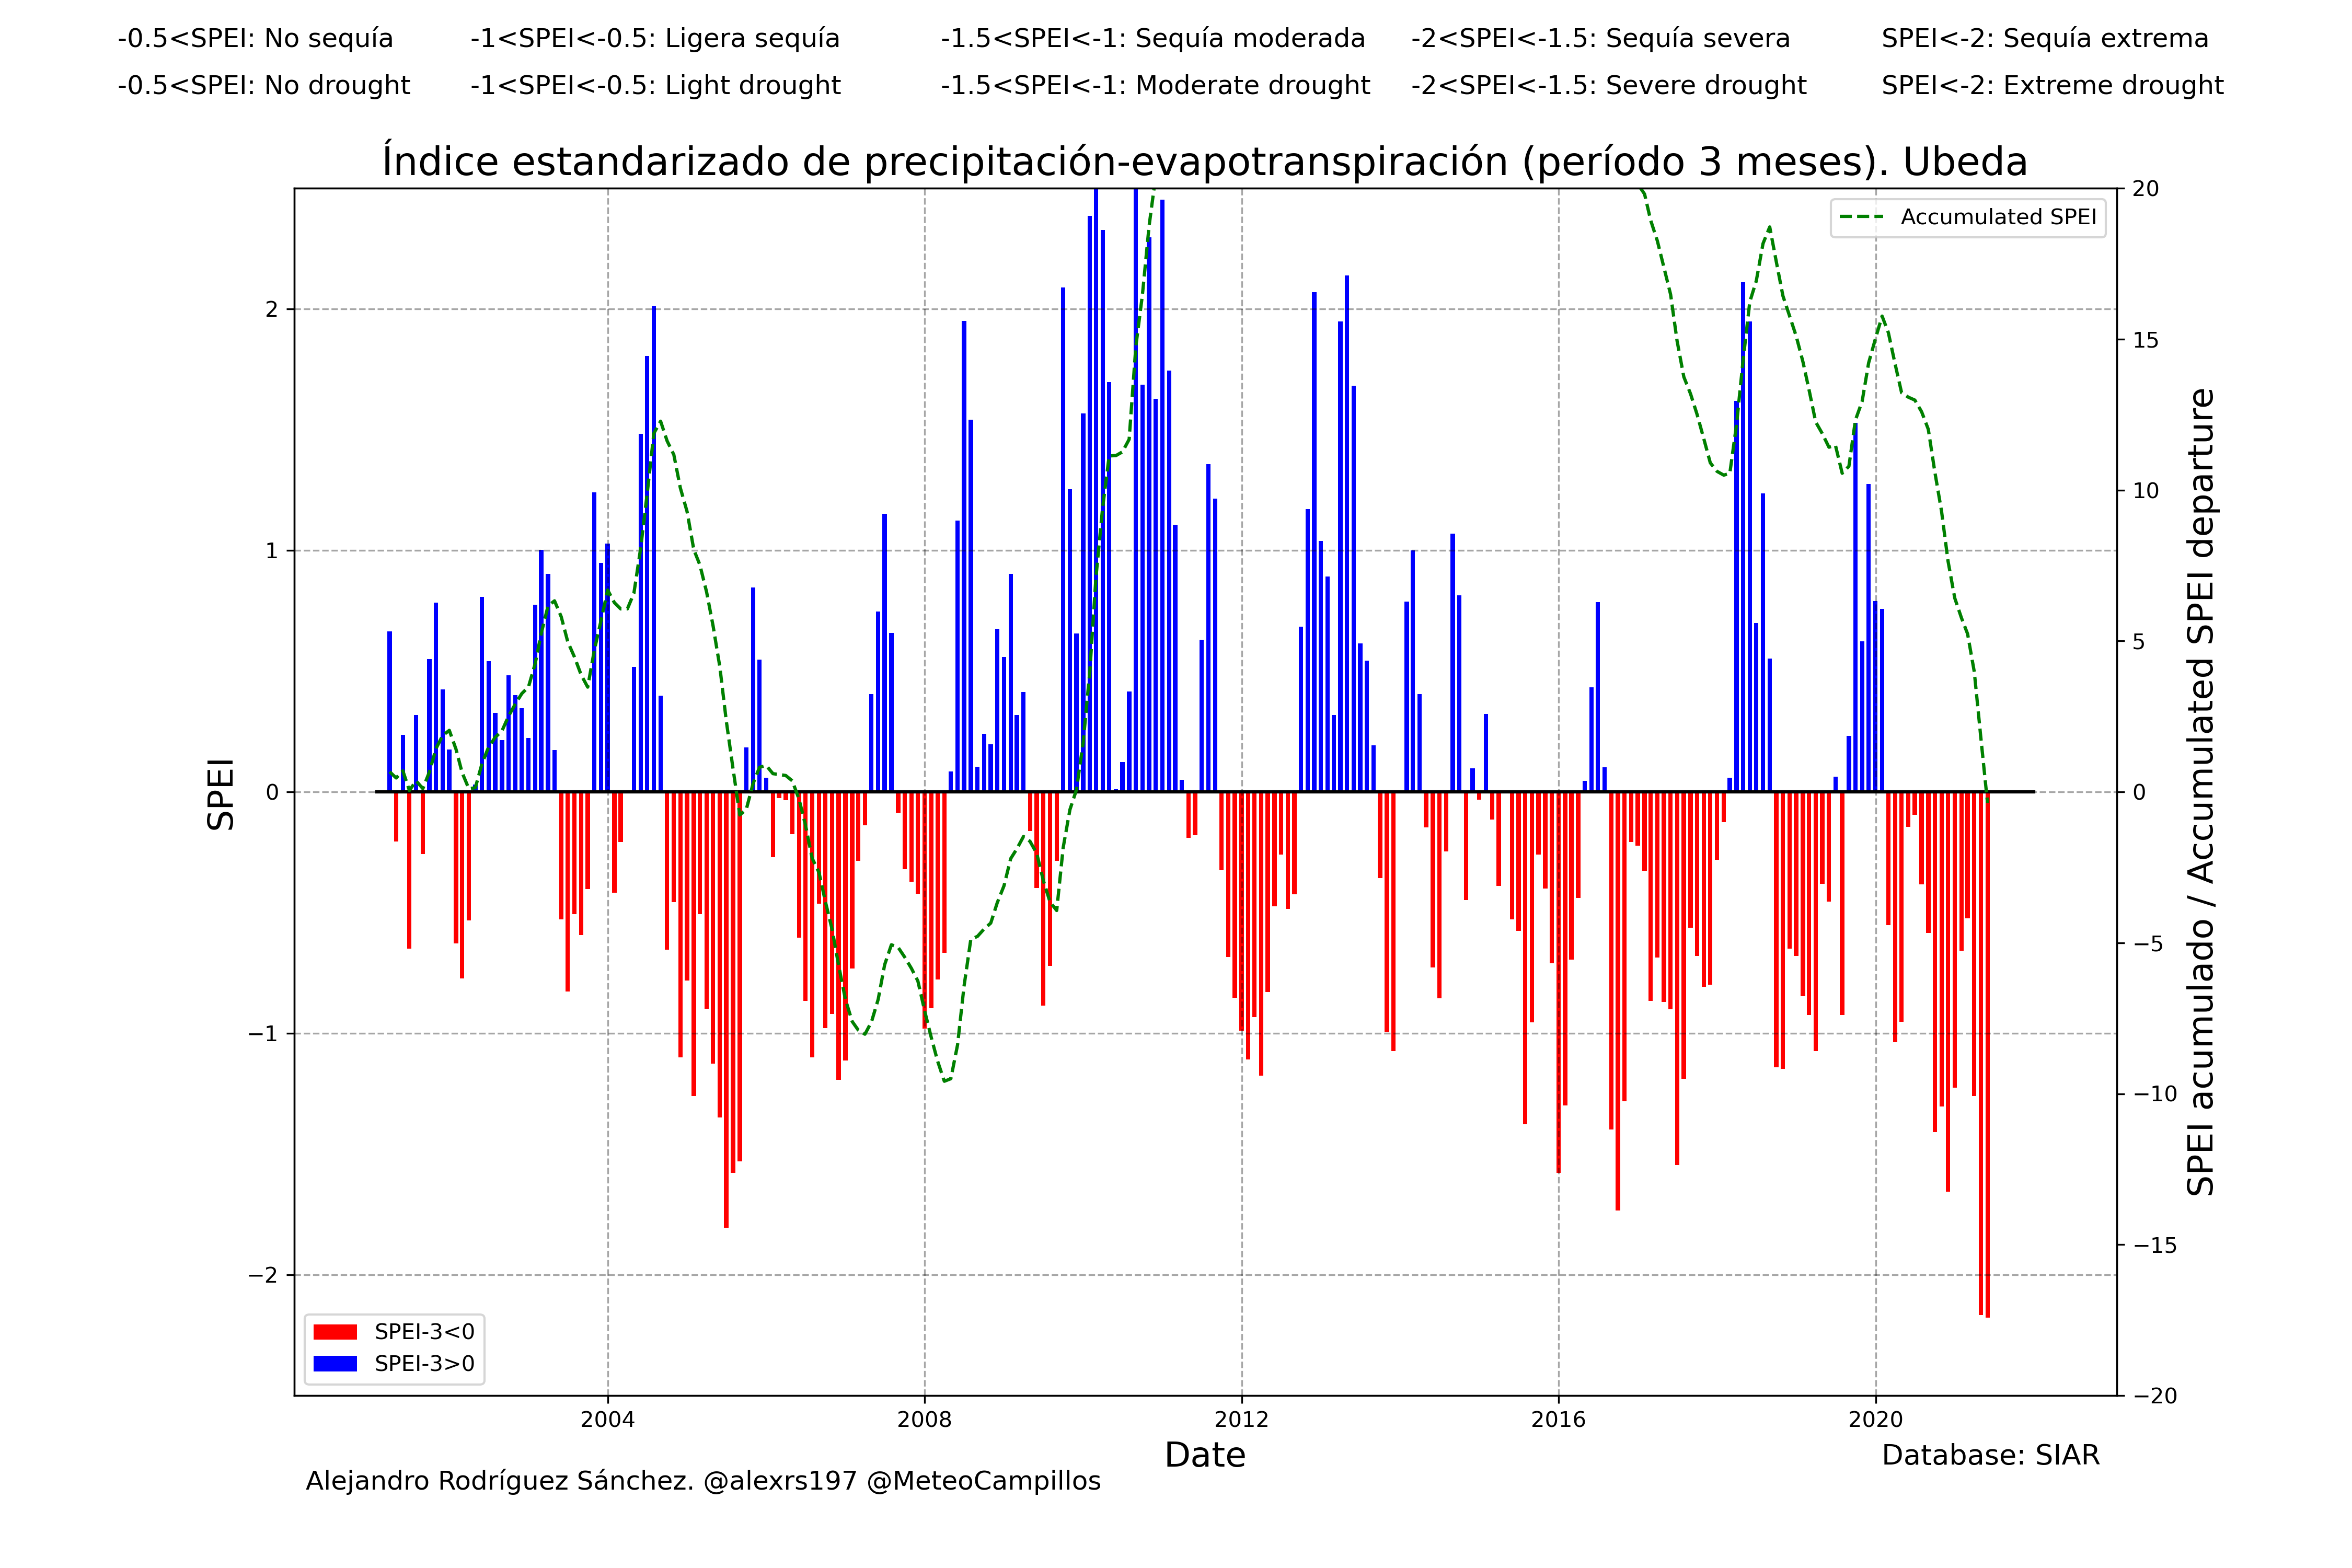 -0.5<SPEI: No sequía -1<SPEI<-0.5: Ligera sequía -1.5<SPEI<-1: Sequía moderada -2<SPEI<-1.5: Sequía severa SPEI<-2: Sequía extrema
-0.5<SPEI: No drought -1<SPEI<-0.5: Light drought -1.5<SPEI<-1: Moderate drought -2<SPEI<-1.5: Severe drought SPEI<-2: Extreme drought
Índice estandarizado de precipitación-evapotranspiración (período 3 meses). Ubeda
SPEI
2
1
0
−1
−2
Accumulated SPEI
20
15
10
5
0
−5
−10
−15
−20
SPEI acumulado / Accumulated SPEI departure
SPEI-3<0
SPEI-3>0
2004 2008 2012 2016 2020
Date
Database: SIAR
Alejandro Rodríguez Sánchez. @alexrs197 @MeteoCampillos